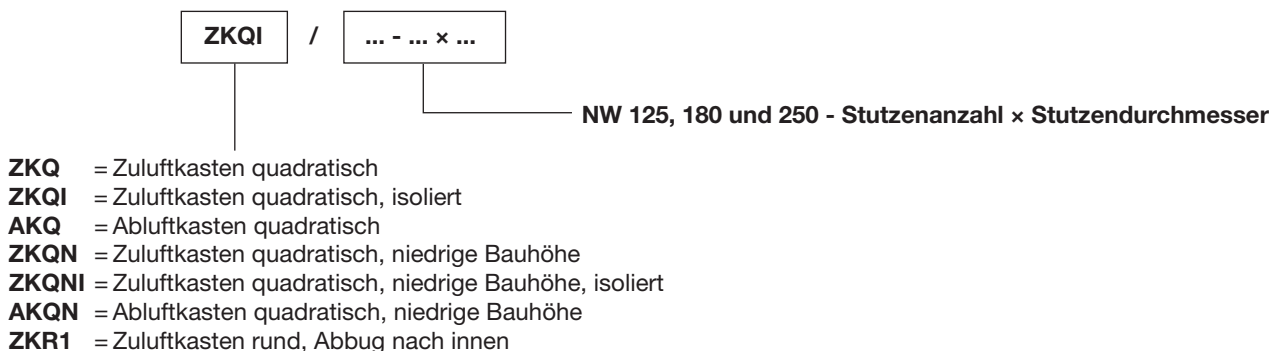 ZKQI / ... - ... × ...
NW 125, 180 und 250 - Stutzenanzahl × Stutzendurchmesser
ZKQ = Zuluftkasten quadratisch
ZKQI = Zuluftkasten quadratisch, isoliert
AKQ = Abluftkasten quadratisch
ZKQN = Zuluftkasten quadratisch, niedrige Bauhöhe
ZKQNI = Zuluftkasten quadratisch, niedrige Bauhöhe, isoliert
AKQN = Abluftkasten quadratisch, niedrige Bauhöhe
ZKR1 = Zuluftkasten rund, Abbug nach innen